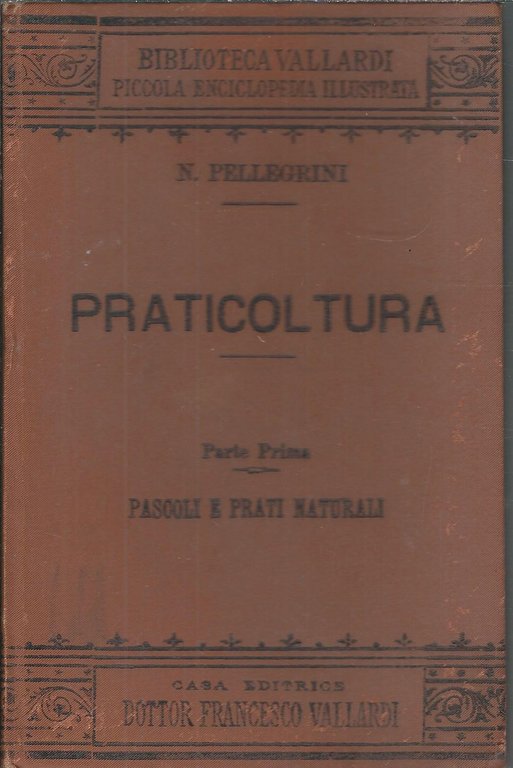 BIBLIOTECA VALLARDI
PICCOLA ENCICLOPEDIA ILLUSTRATA
N. PELLEGRINI
PRATICOLTURA
Parte Prima
PASCOLI E PRATI NATURALI
CASA EDITRICE
DOTTOR FRANCESCO VALLARDI